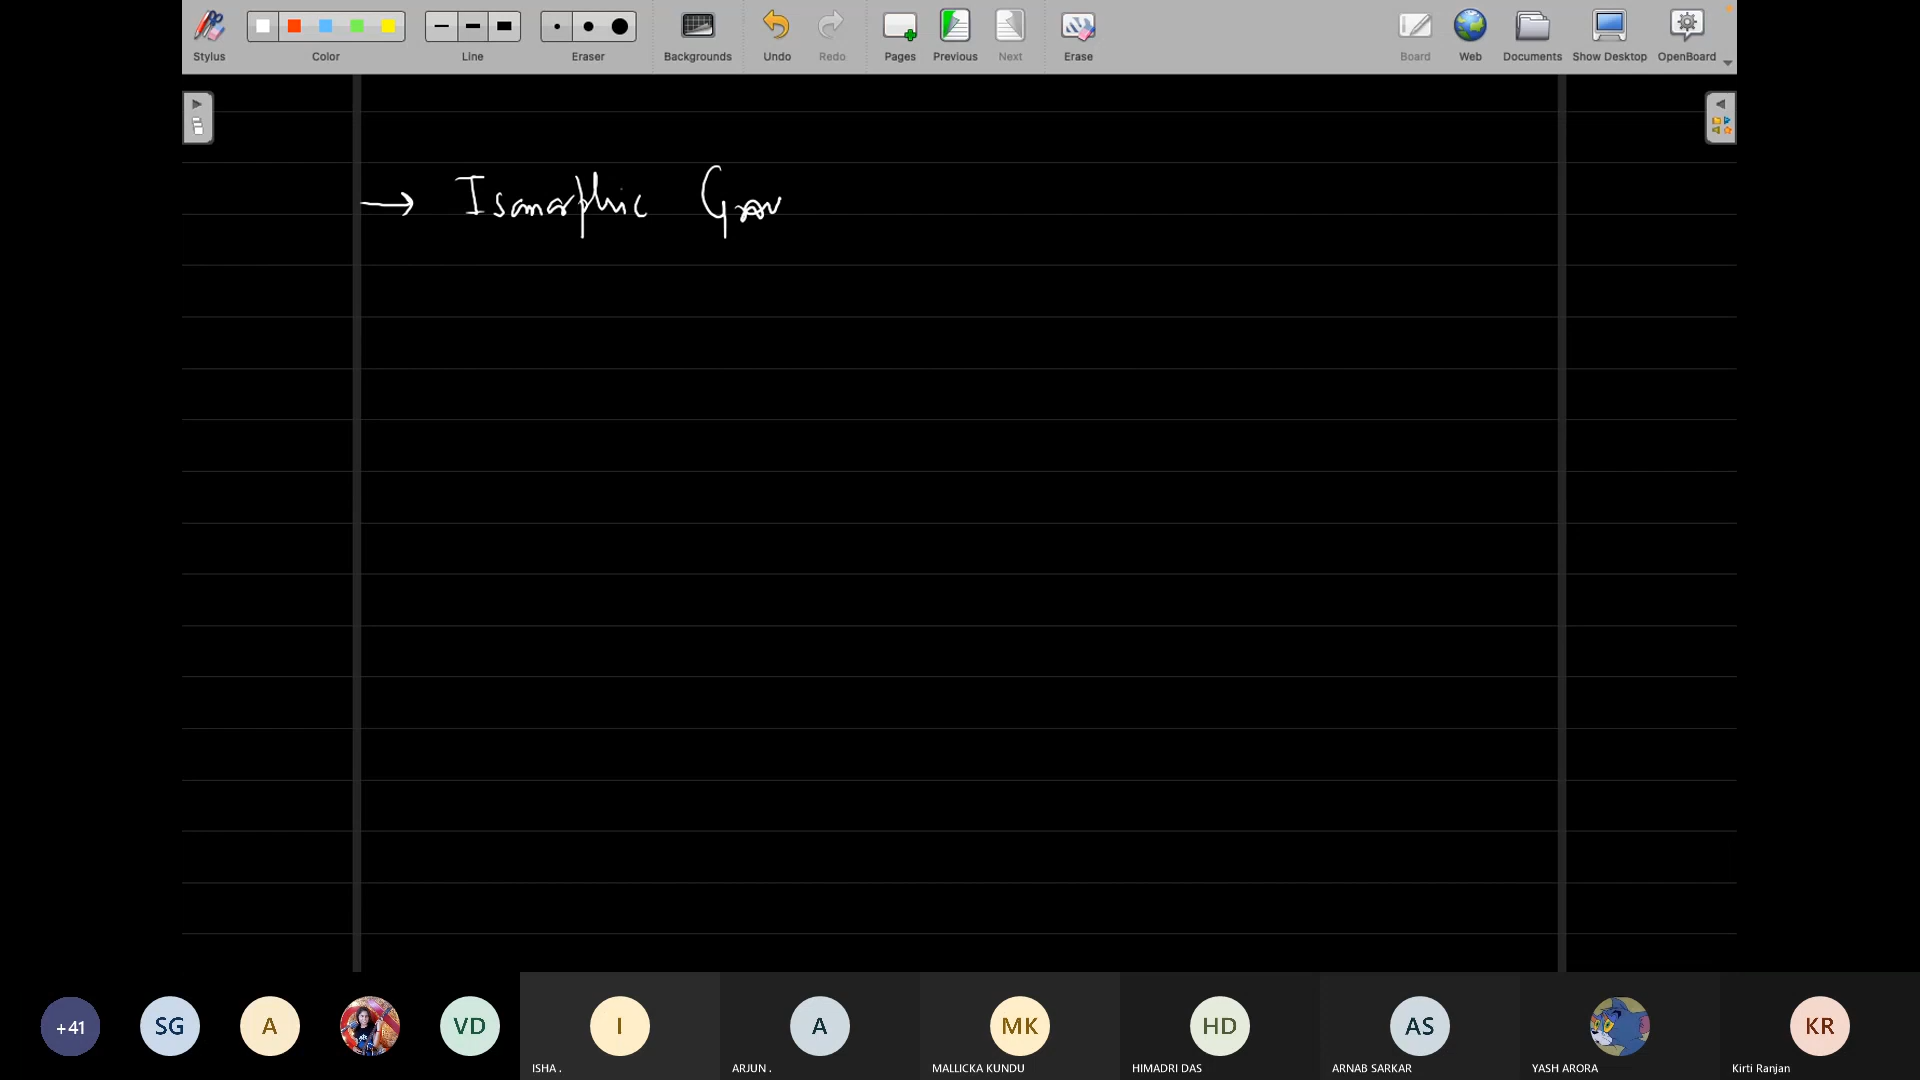 Stylus Color Line Eraser Backgrounds Undo Redo Pages Previous Next Erase Board Web Documents Show Desktop OpenBoard
→ Isomorphic Gra
+41 SG A VD I A MK HD AS KR
ISHA . ARJUN . MALLICKA KUNDU HIMADRI DAS ARNAB SARKAR YASH ARORA Kirti Ranjan